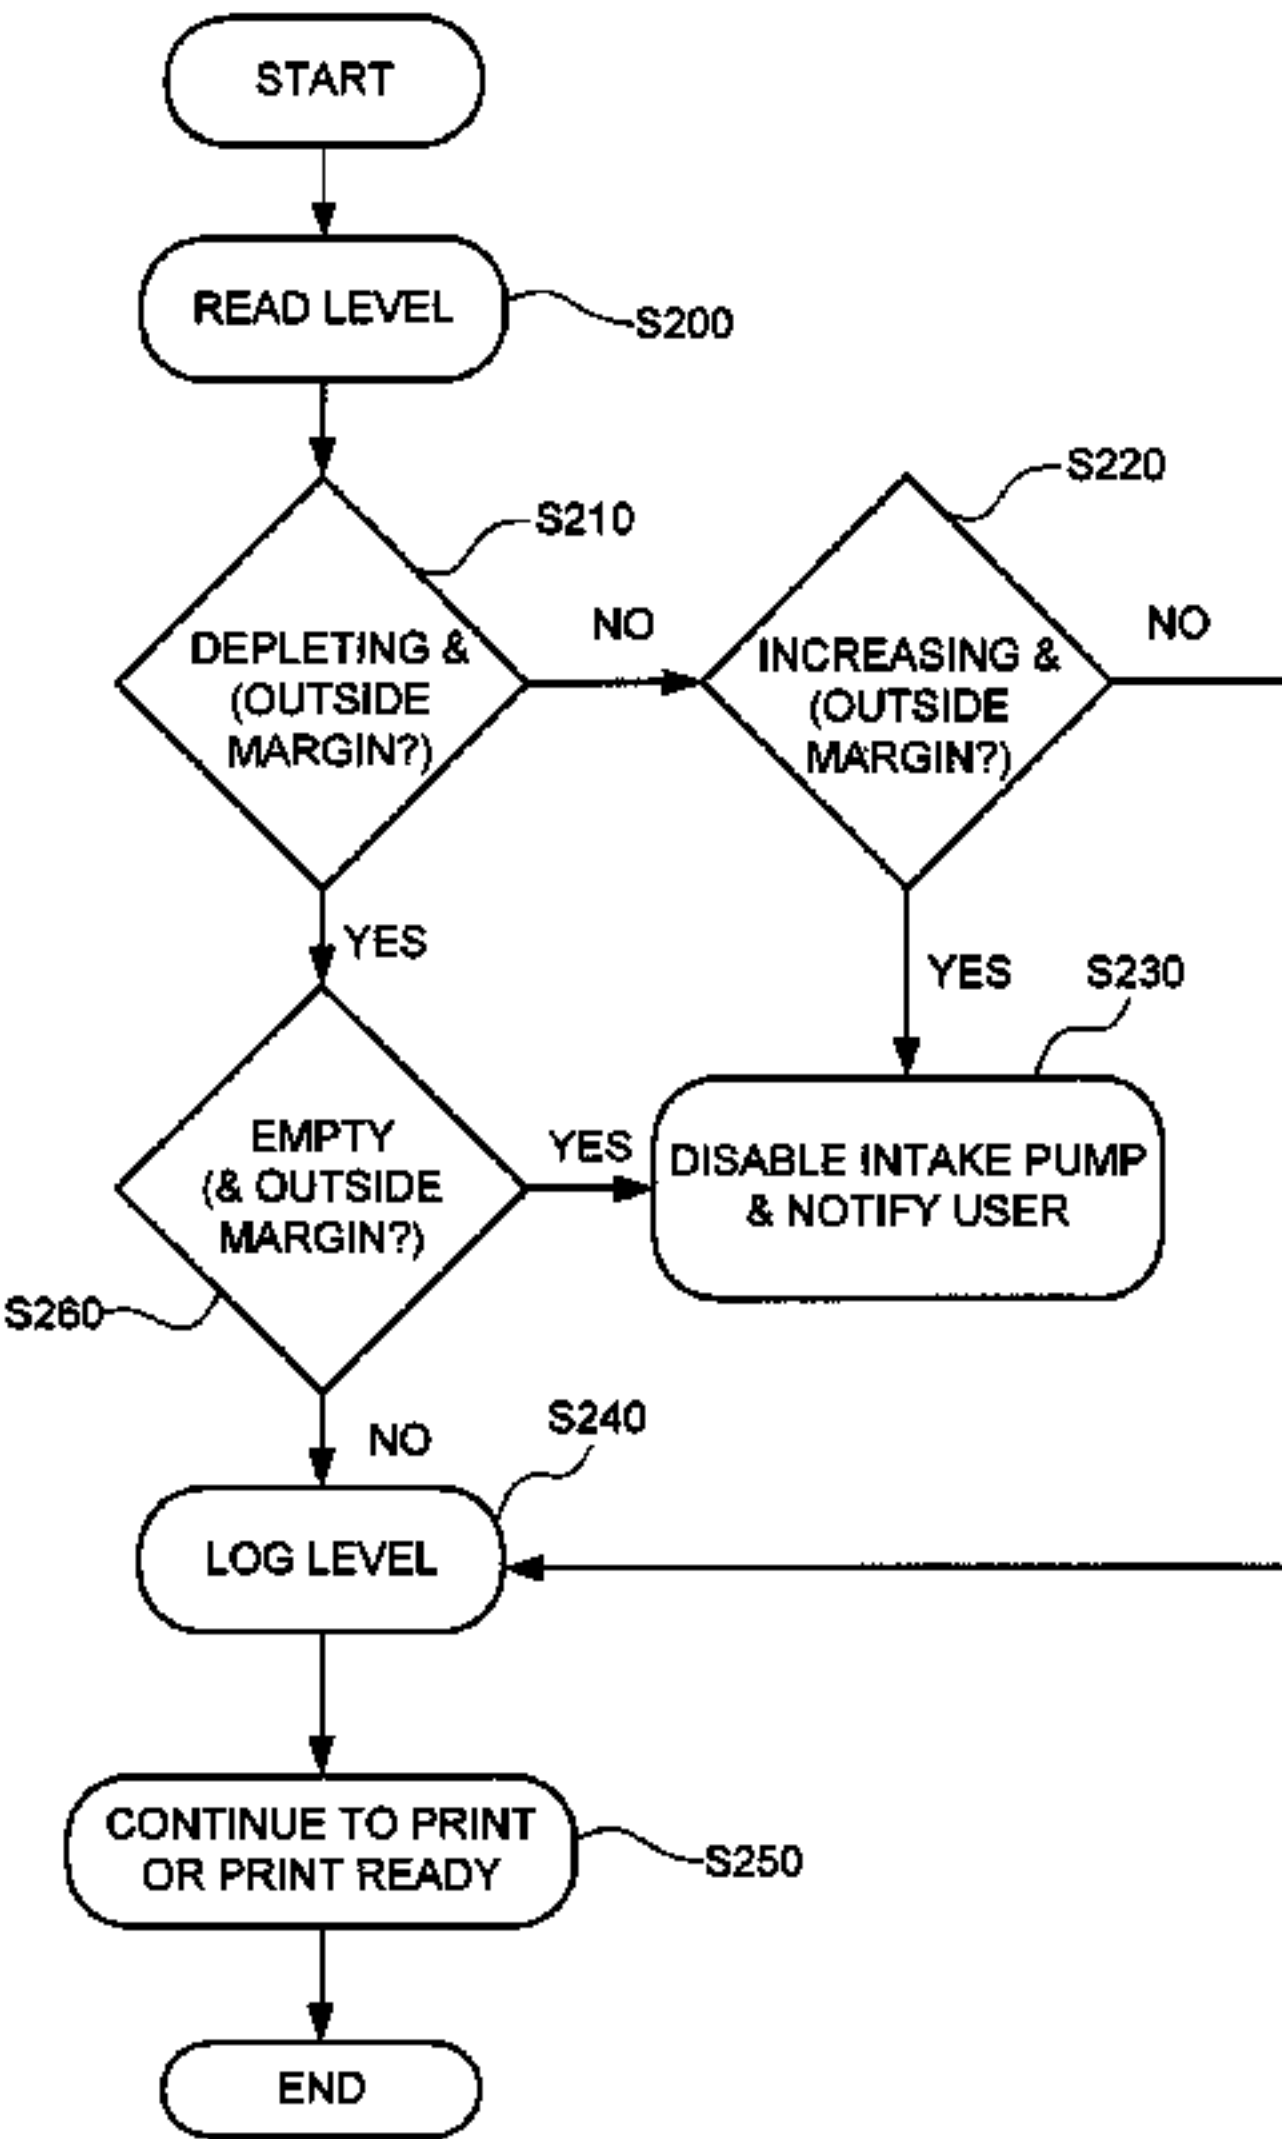 START
READ LEVEL
S200
S210
DEPLETING &
(OUTSIDE
MARGIN?)
NO
S220
INCREASING &
(OUTSIDE
MARGIN?)
NO
YES
YES
S230
EMPTY
(& OUTSIDE
MARGIN?)
YES
DISABLE INTAKE PUMP
& NOTIFY USER
S260
NO
S240
LOG LEVEL
CONTINUE TO PRINT
OR PRINT READY
S250
END